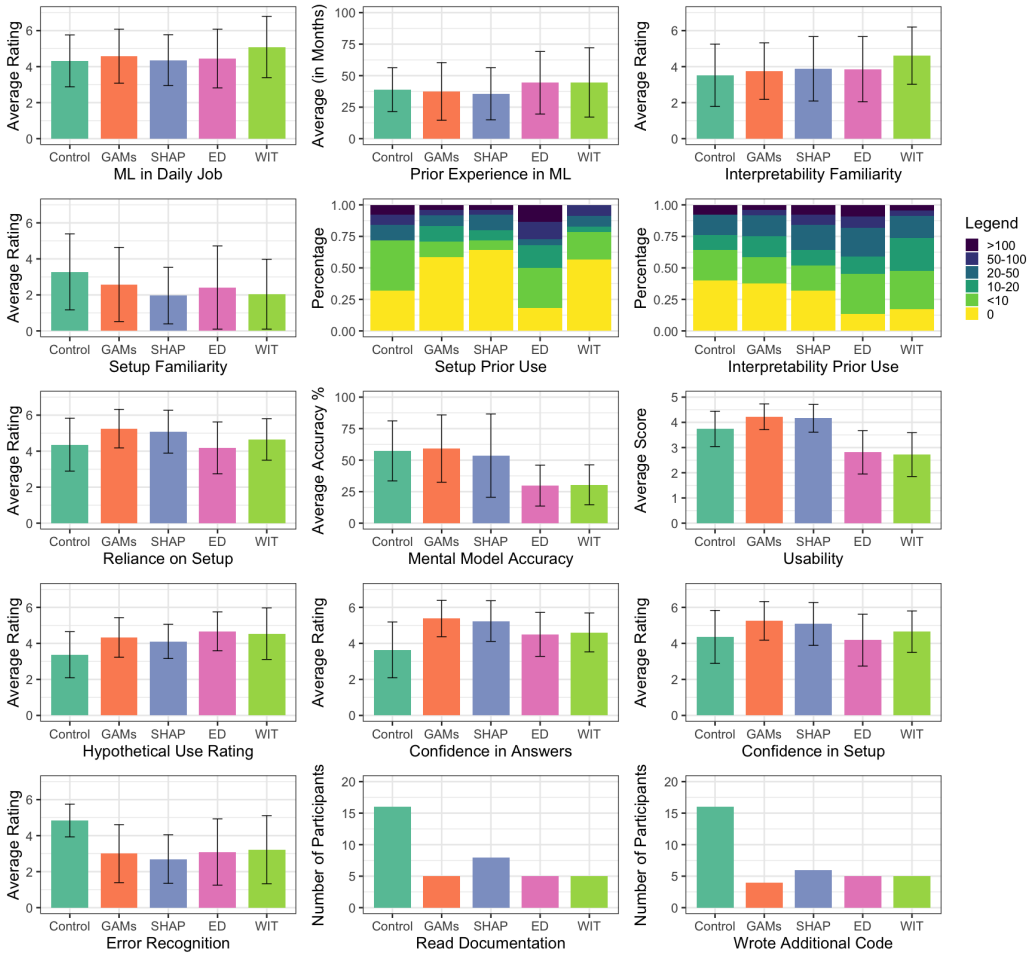 Average Rating
6
4
2
0
Control GAMs SHAP ED WIT
ML in Daily Job
Average (in Months)
100
75
50
25
0
Control GAMs SHAP ED WIT
Prior Experience in ML
Average Rating
6
4
2
0
Control GAMs SHAP ED WIT
Interpretability Familiarity
Average Rating
6
4
2
0
Control GAMs SHAP ED WIT
Setup Familiarity
Percentage
1.00
0.75
0.50
0.25
0.00
Control GAMs SHAP ED WIT
Setup Prior Use
Percentage
1.00
0.75
0.50
0.25
0.00
Control GAMs SHAP ED WIT
Interpretability Prior Use
Legend
>100
50-100
20-50
10-20
<10
0
Average Rating
6
4
2
0
Control GAMs SHAP ED WIT
Reliance on Setup
Average Accuracy %
100
75
50
25
0
Control GAMs SHAP ED WIT
Mental Model Accuracy
Average Score
5
4
3
2
1
0
Control GAMs SHAP ED WIT
Usability
Average Rating
6
4
2
0
Control GAMs SHAP ED WIT
Hypothetical Use Rating
Average Rating
6
4
2
0
Control GAMs SHAP ED WIT
Confidence in Answers
Average Rating
6
4
2
0
Control GAMs SHAP ED WIT
Confidence in Setup
Average Rating
6
4
2
0
Control GAMs SHAP ED WIT
Error Recognition
Number of Participants
20
15
10
5
0
Control GAMs SHAP ED WIT
Read Documentation
Number of Participants
20
15
10
5
0
Control GAMs SHAP ED WIT
Wrote Additional Code